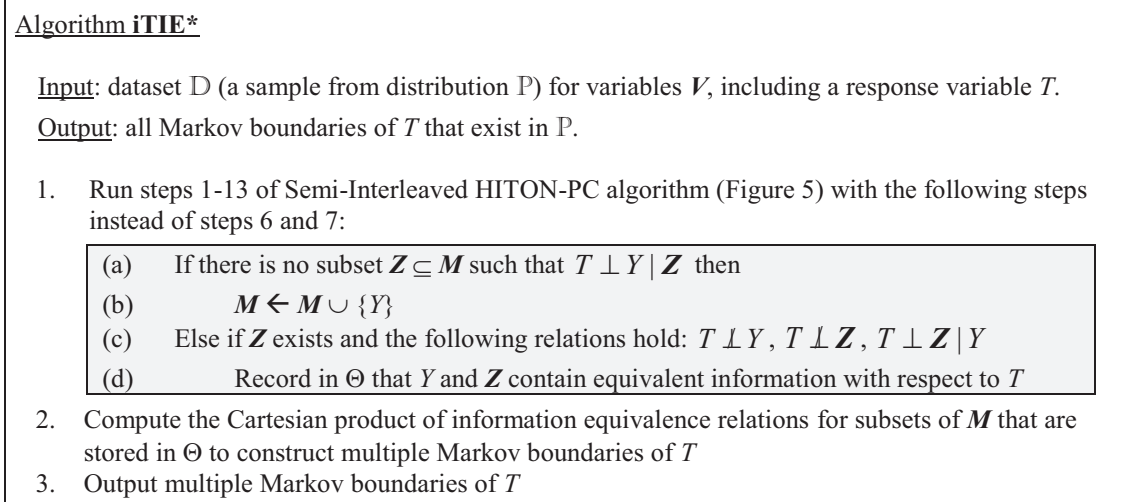 Algorithm iTIE*
Input: dataset 𝔻 (a sample from distribution ℙ) for variables V, including a response variable T.
Output: all Markov boundaries of T that exist in ℙ.
1. Run steps 1-13 of Semi-Interleaved HITON-PC algorithm (Figure 5) with the following steps
instead of steps 6 and 7:
(a) If there is no subset Z ⊆ M such that T ⊥ Y | Z then
(b) M ← M ∪ {Y}
(c) Else if Z exists and the following relations hold: T ⊥̸ Y, T ⊥̸ Z, T ⊥ Z | Y
(d) Record in Θ that Y and Z contain equivalent information with respect to T
2. Compute the Cartesian product of information equivalence relations for subsets of M that are
stored in Θ to construct multiple Markov boundaries of T
3. Output multiple Markov boundaries of T